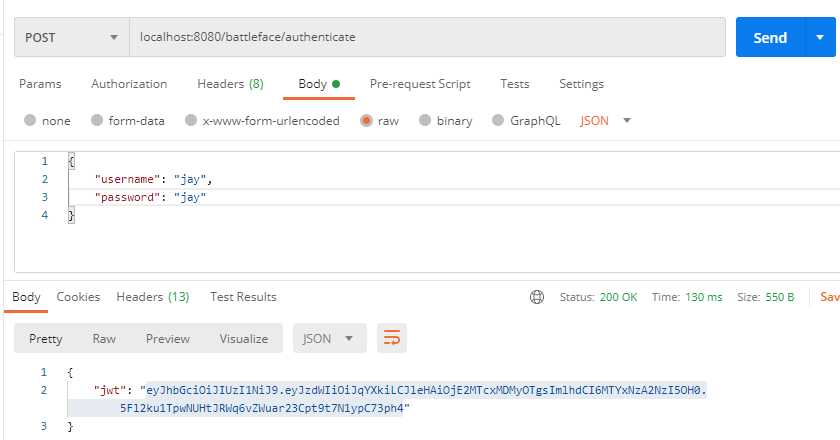 POST localhost:8080/battleface/authenticate Send
Params Authorization Headers (8) Body Pre-request Script Tests Settings
none form-data x-www-form-urlencoded raw binary GraphQL JSON
1 {
2 "username": "jay",
3 "password": "jay"
4 }
Body Cookies Headers (13) Test Results Status: 200 OK Time: 130 ms Size: 550 B Sav
Pretty Raw Preview Visualize JSON
1 {
2 "jwt": "eyJhbGciOiJIUzI1NiJ9.eyJzdWIiOiJqYXkiLCJleHAiOjE2MTcxMDMyOTgsImlhdCI6MTYxNzA2NzI5OH0.
5Fl2ku1TpwNUHtJRWq6vZWuar23Cpt9t7N1ypC73ph4"
3 }